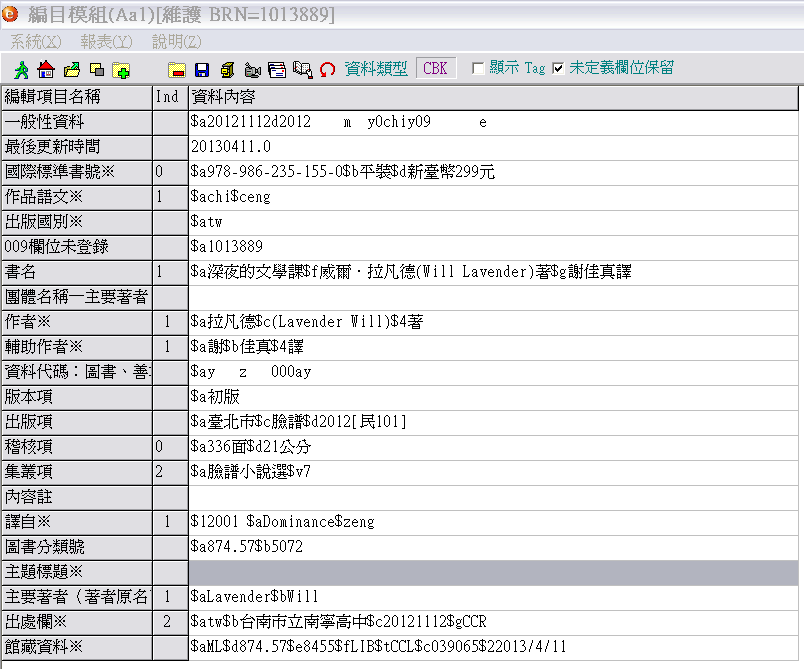 編目模組(Aa1)[維護 BRN=1013889]
系統(X) 報表(Y) 說明(Z)
資料類型 CBK 顯示 Tag 未定義欄位保留
編輯項目名稱 Ind 資料內容
一般性資料 $a20121112d2012 m y0chiy09 e
最後更新時間 20130411.0
國際標準書號※ 0 $a978-986-235-155-0$b平裝$d新臺幣299元
作品語文※ 1 $achi$ceng
出版國別※ $atw
009欄位未登錄 $a1013889
書名 1 $a深夜的文學課$f威爾．拉凡德(Will Lavender)著$g謝佳真譯
團體名稱—主要著者
作者※ 1 $a拉凡德$c(Lavender Will)$4著
輔助作者※ 1 $a謝$b佳真$4譯
資料代碼：圖書、善 $ay z 000ay
版本項 $a初版
出版項 $a臺北市$c臉譜$d2012[民101]
稽核項 0 $a336面$d21公分
集叢項 2 $a臉譜小說選$v7
內容註
譯自※ 1 $12001 $aDominance$zeng
圖書分類號 $a874.57$b5072
主題標題※
主要著者（著者原名 1 $aLavender$bWill
出處欄※ 2 $atw$b台南市立南寧高中$c20121112$gCCR
館藏資料※ $aML$d874.57$e8455$fLIB$tCCL$c039065$22013/4/11